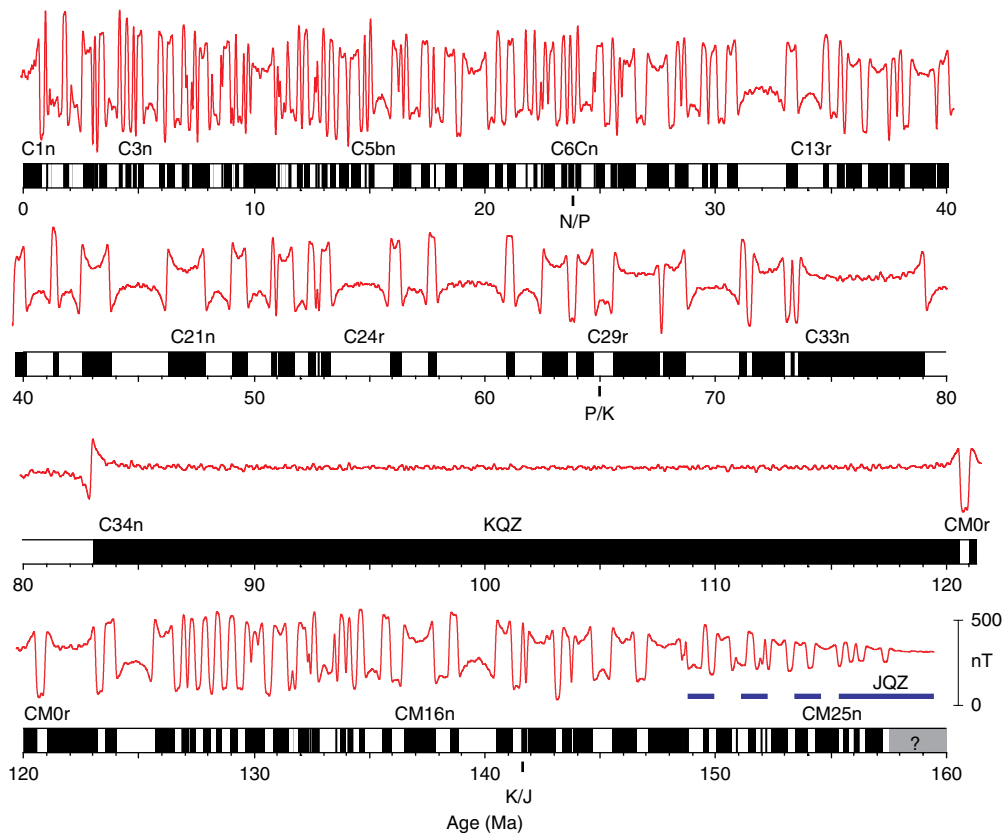 C1n C3n C5bn C6Cn C13r
0 10 20 30 40
N/P
C21n C24r C29r C33n
40 50 60 70 80
P/K
C34n KQZ CM0r
80 90 100 110 120
500
nT
JQZ 0
CM0r CM16n CM25n
?
120 130 140 150 160
K/J
Age (Ma)